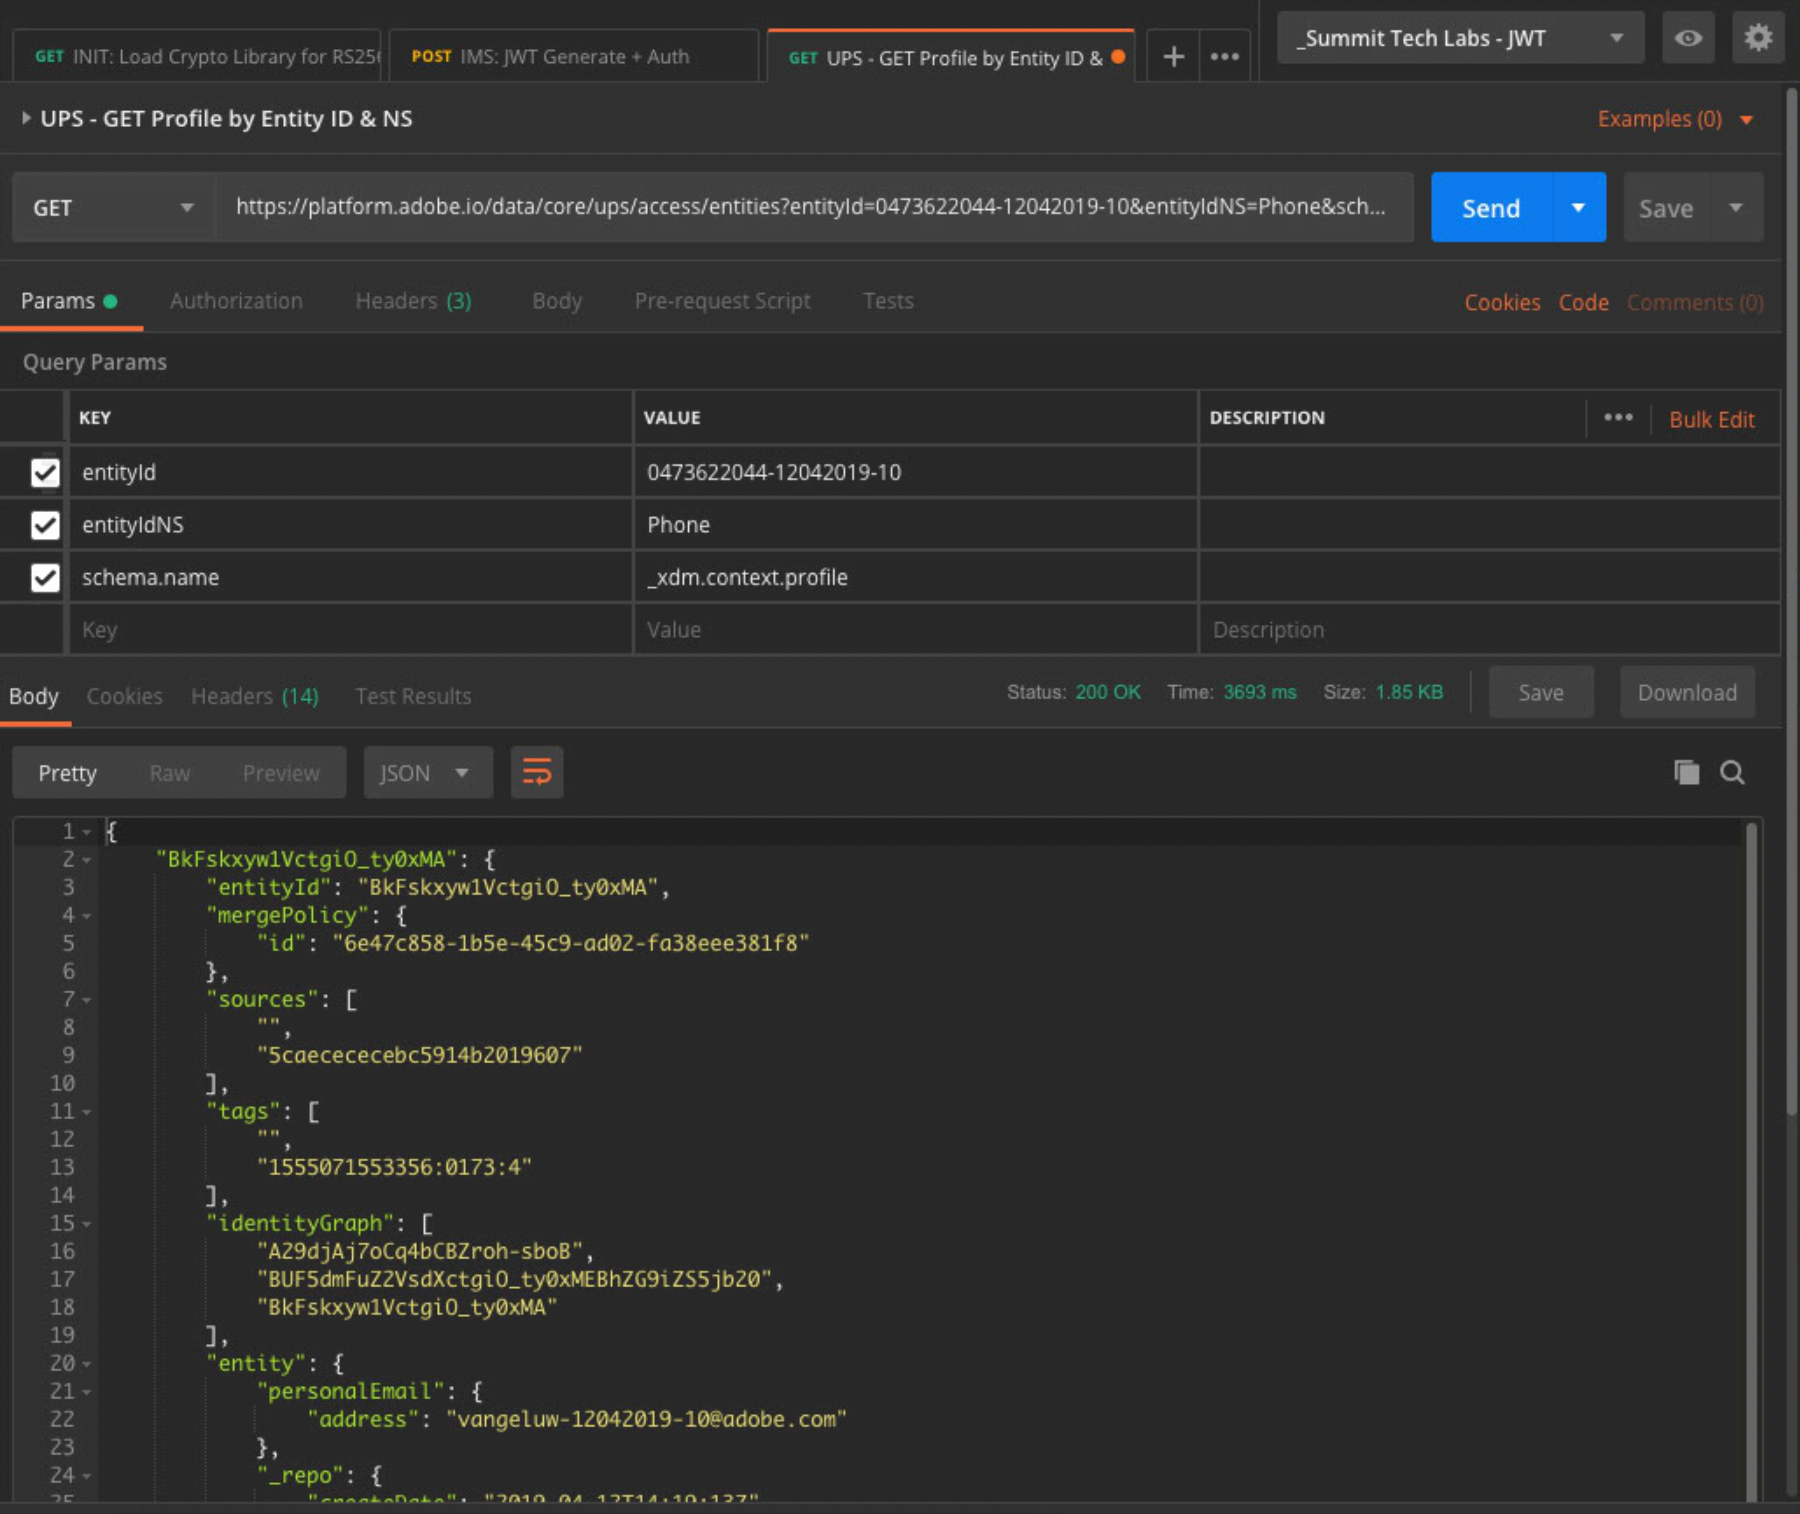 GET INIT: Load Crypto Library for RS256
POST IMS: JWT Generate + Auth
GET UPS - GET Profile by Entity ID &
+ •••
_Summit Tech Labs - JWT
UPS - GET Profile by Entity ID & NS
Examples (0)
GET
https://platform.adobe.io/data/core/ups/access/entities?entityId=0473622044-12042019-10&entityIdNS=Phone&sch...
Send
Save
Params Authorization Headers (3) Body Pre-request Script Tests
Cookies Code Comments (0)
Query Params
KEY VALUE DESCRIPTION ••• Bulk Edit
entityId 0473622044-12042019-10
entityIdNS Phone
schema.name _xdm.context.profile
Key Value Description
Body Cookies Headers (14) Test Results
Status: 200 OK Time: 3693 ms Size: 1.85 KB Save Download
Pretty Raw Preview JSON
1 {
2 "BkFskxyw1VctgiO_ty0xMA": {
3 "entityId": "BkFskxyw1VctgiO_ty0xMA",
4 "mergePolicy": {
5 "id": "6e47c858-1b5e-45c9-ad02-fa38eee381f8"
6 },
7 "sources": [
8 "",
9 "5caecececebc5914b2019607"
10 ],
11 "tags": [
12 "",
13 "1555071553356:0173:4"
14 ],
15 "identityGraph": [
16 "A29djAj7oCq4bCBZroh-sboB",
17 "BUF5dmFuZ2VsdXctgiO_ty0xMEBhZG9iZS5jb20",
18 "BkFskxyw1VctgiO_ty0xMA"
19 ],
20 "entity": {
21 "personalEmail": {
22 "address": "vangeluw-12042019-10@adobe.com"
23 },
24 "_repo": {
25 "createDate": "2019-04-12T14:19:13Z"